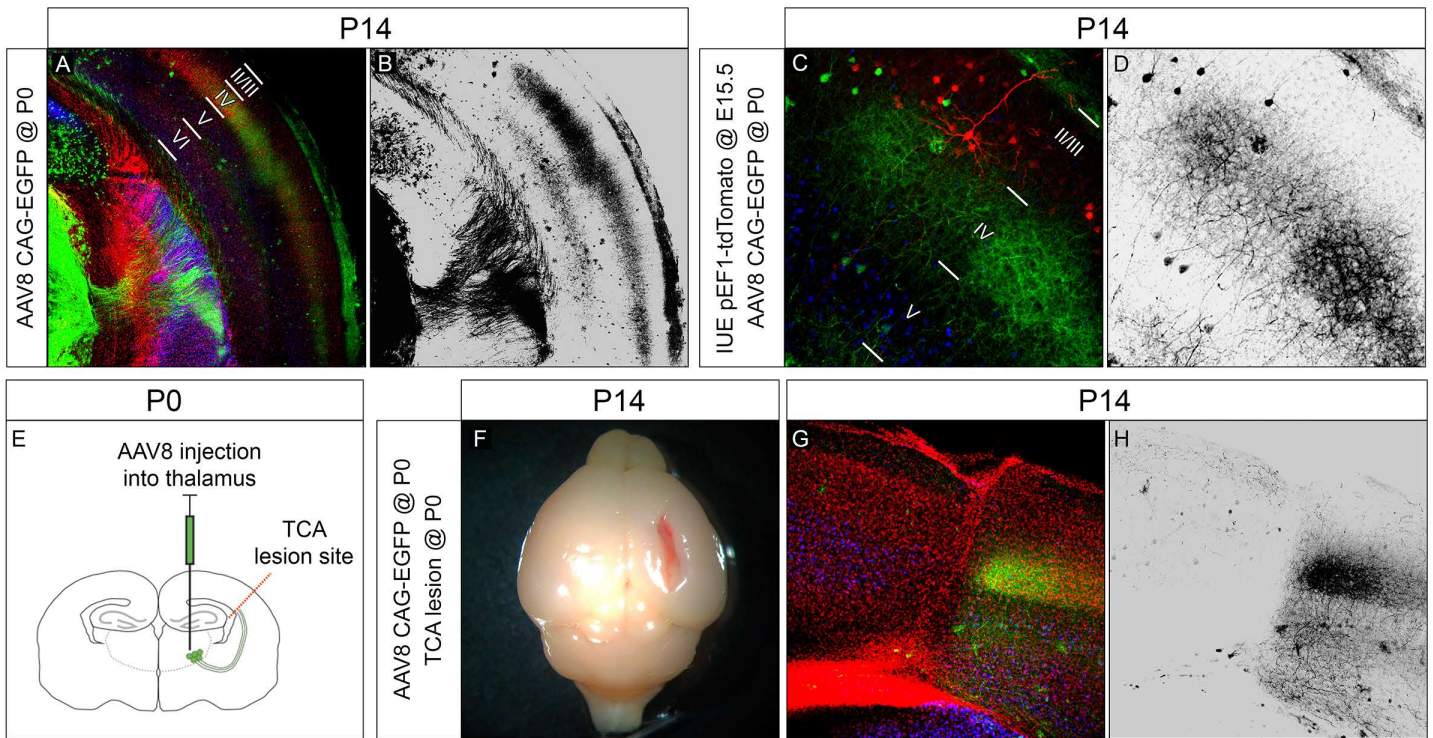 P14
AAV8 CAG-EGFP @ P0
A
II/III
IV
V
VI
B
P14
IUE pEF1-tdTomato @ E15.5
AAV8 CAG-EGFP @ P0
C
II/III
IV
V
D
P0
E
AAV8 injection
into thalamus
TCA
lesion site
P14
AAV8 CAG-EGFP @ P0
TCA lesion @ P0
F
P14
G
H